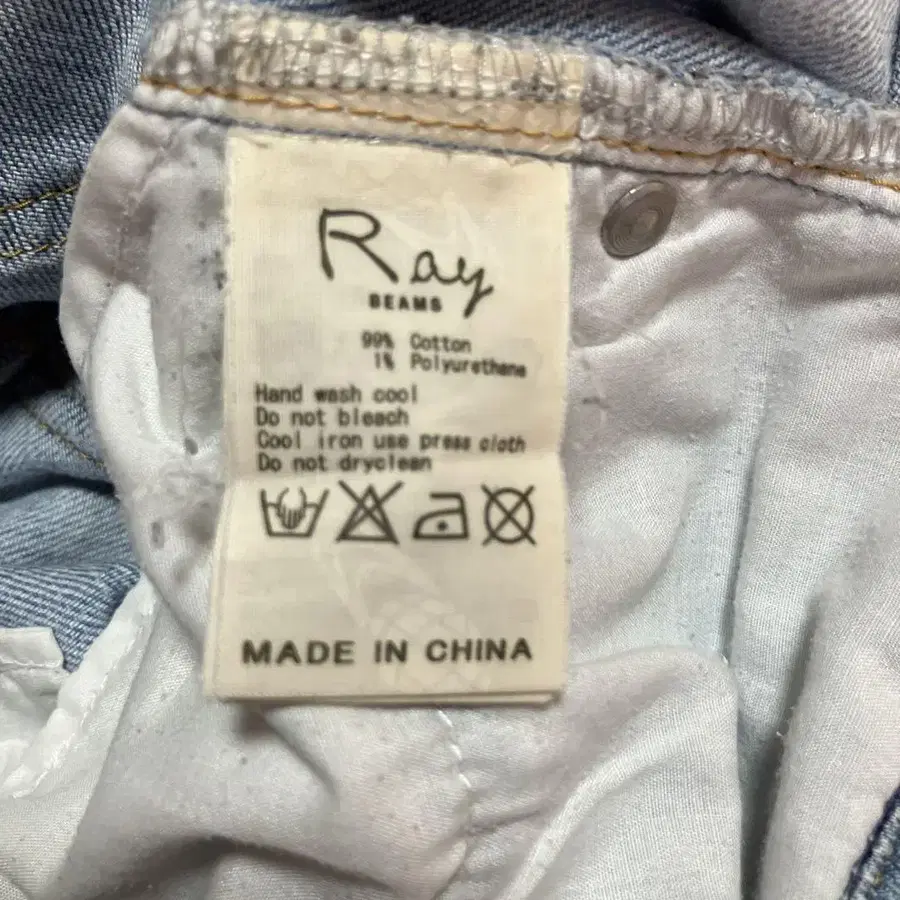 Ray
BEAMS
99% Cotton
1% Polyurethane
Hand wash cool
Do not bleach
Cool iron use press cloth
Do not dryclean
MADE IN CHINA